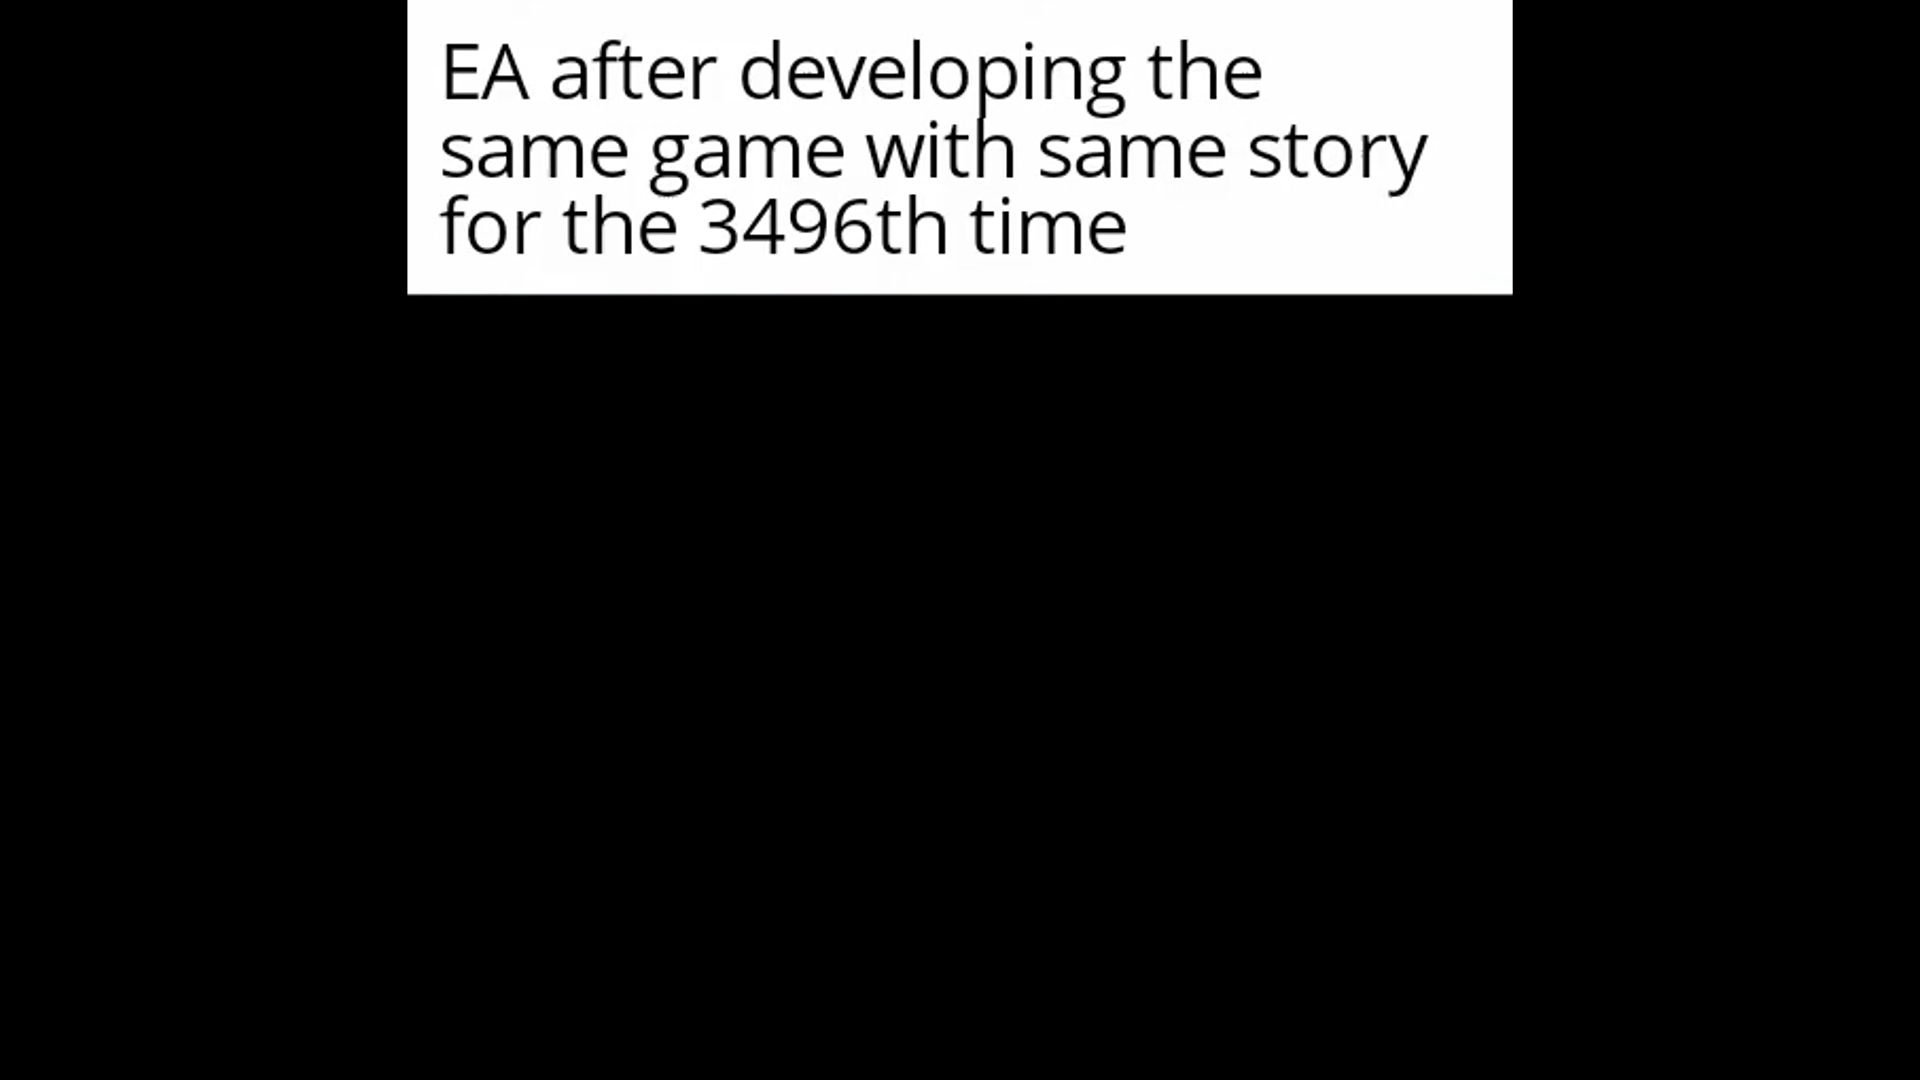 EA after developing the
same game with same story
for the 3496th time